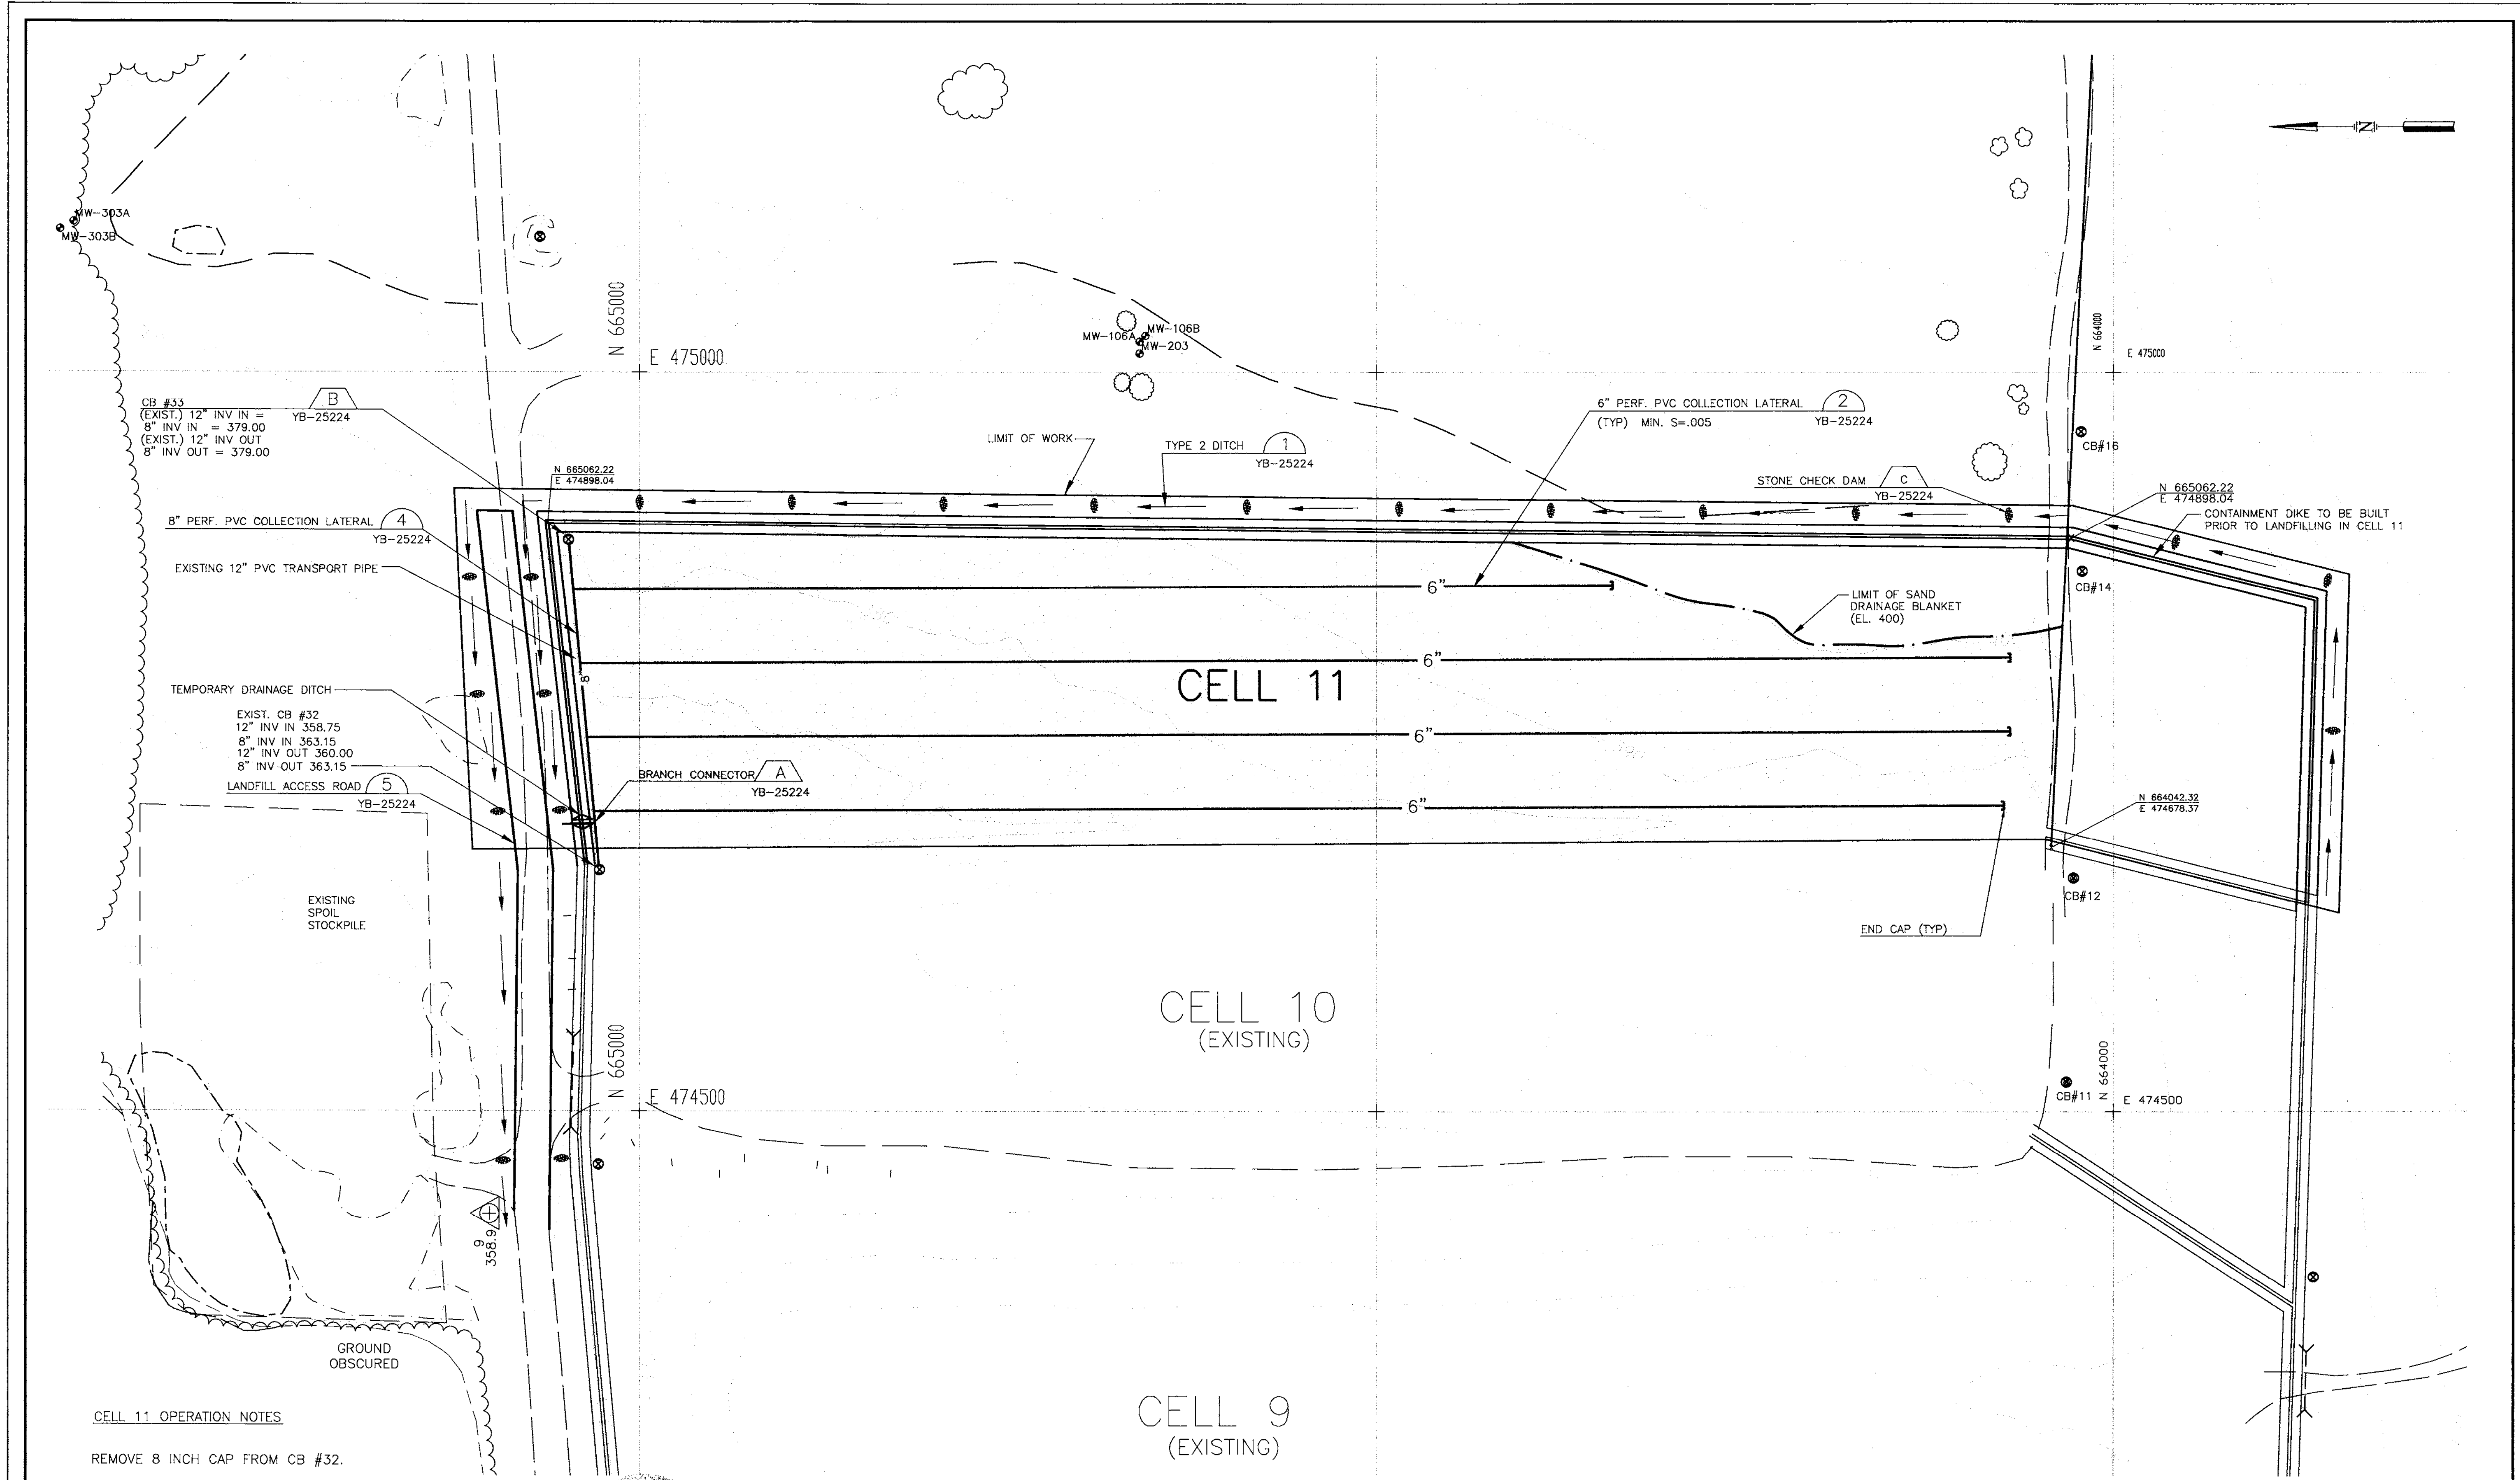 N
MW-303A
MW-303B
N 665000
E 475000
MW-106A
MW-106B
MW-203
N 664000
E 475000
CB #33
(EXIST.) 12" INV IN =
8" INV IN = 379.00
(EXIST.) 12" INV OUT
8" INV OUT = 379.00
B
YB-25224
LIMIT OF WORK
TYPE 2 DITCH
1
YB-25224
6" PERF. PVC COLLECTION LATERAL
(TYP) MIN. S=.005
2
YB-25224
CB#16
N 665062.22
E 474898.04
STONE CHECK DAM
C
YB-25224
N 665062.22
E 474898.04
CONTAINMENT DIKE TO BE BUILT
PRIOR TO LANDFILLING IN CELL 11
8" PERF. PVC COLLECTION LATERAL
4
YB-25224
EXISTING 12" PVC TRANSPORT PIPE
6"
CB#14
LIMIT OF SAND
DRAINAGE BLANKET
(EL. 400)
6"
8"
CELL 11
TEMPORARY DRAINAGE DITCH
EXIST. CB #32
12" INV IN 358.75
8" INV IN 363.15
12" INV OUT 360.00
8" INV OUT 363.15
6"
BRANCH CONNECTOR
A
YB-25224
LANDFILL ACCESS ROAD
5
YB-25224
6"
N 664042.32
E 474678.37
CB#12
EXISTING
SPOIL
STOCKPILE
END CAP (TYP)
CELL 10
(EXISTING)
N 665000
E 474500
CB#11
N 664000
E 474500
9
358.9
GROUND
OBSCURED
CELL 9
(EXISTING)
CELL 11 OPERATION NOTES
REMOVE 8 INCH CAP FROM CB #32.